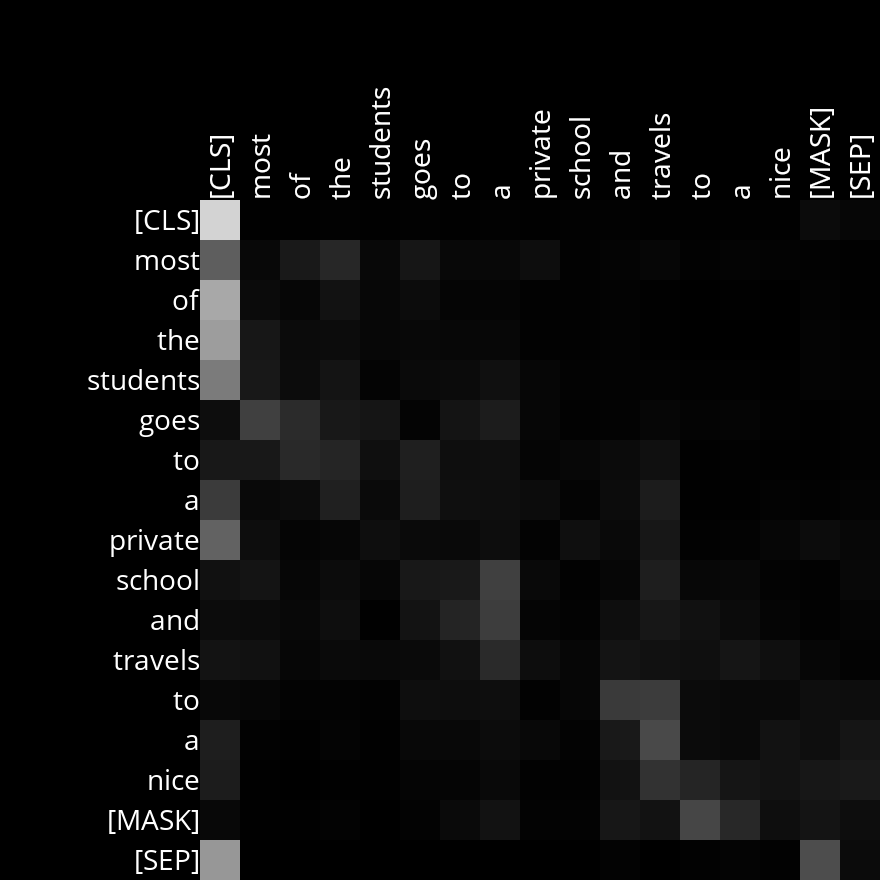 [CLS] most of the students goes to a private school and travels to a nice [MASK] [SEP]
[CLS]
most
of
the
students
goes
to
a
private
school
and
travels
to
a
nice
[MASK]
[SEP]